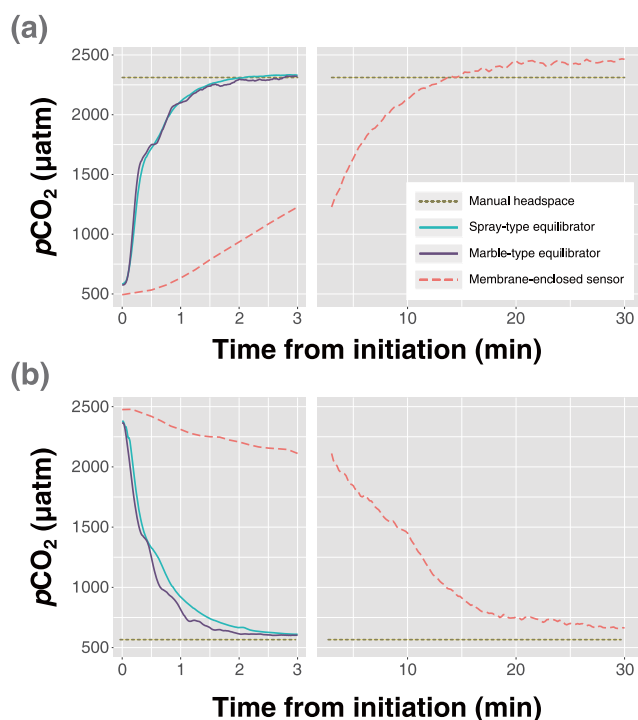 (a)
2500
2000
1500
1000
500
pCO2 (µatm)
0
1
2
3
10
20
30
Manual headspace
Spray-type equilibrator
Marble-type equilibrator
Membrane-enclosed sensor
Time from initiation (min)
(b)
2500
2000
1500
1000
500
pCO2 (µatm)
0
1
2
3
10
20
30
Time from initiation (min)